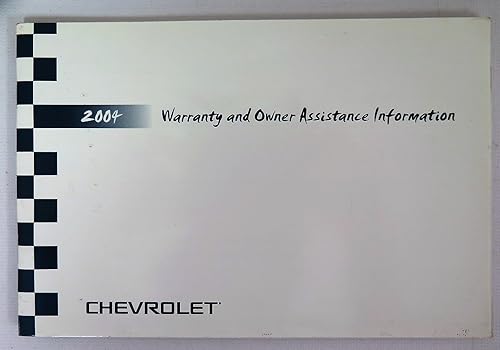 2004 Warranty and Owner Assistance Information
CHEVROLET